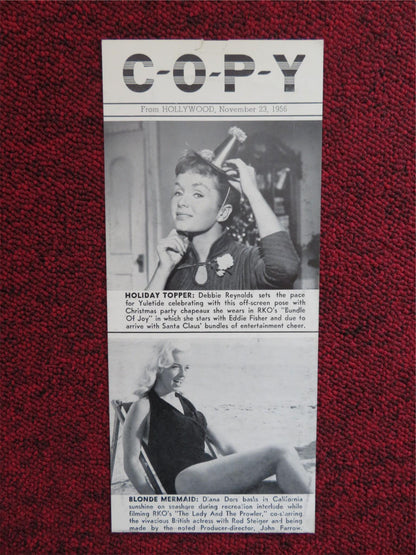 C-O-P-Y
From HOLLYWOOD, November 23, 1956
HOLIDAY TOPPER: Debbie Reynolds sets the pace
for Yuletide celebrating with this off-screen pose with
Christmas party chapeaux she wears in RKO's "Bundle
Of Joy" in which she stars with Eddie Fisher and due to
arrive with Santa Claus' bundles of entertainment cheer.
BLONDE MERMAID: Diana Dors basks in California
sunshine on seashore during recreation interlude while
filming RKO's "The Lady And The Prowler," co-starring
the vivacious British actress with Rod Steiger and being
made by the noted Producer-director, John Farrow.